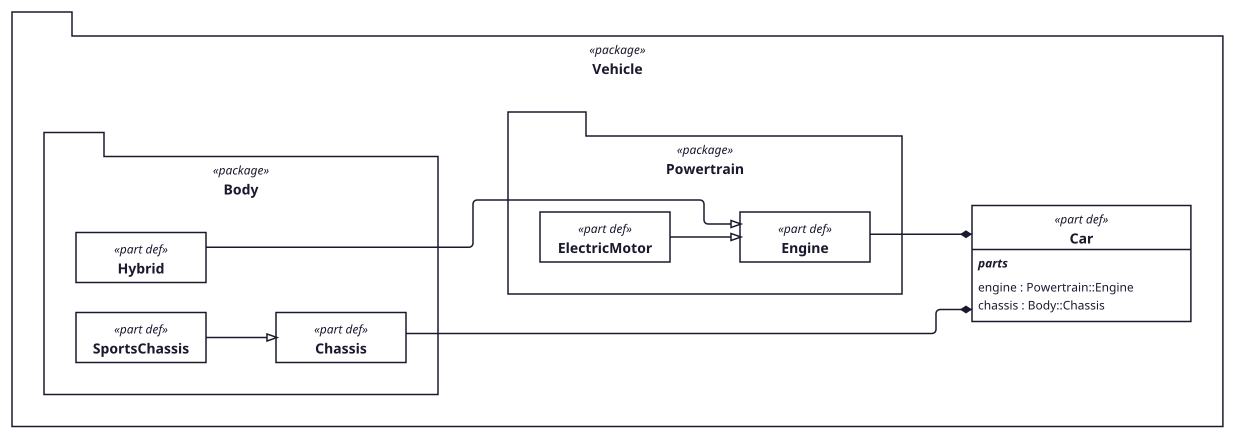 «package»
Vehicle
«package»
Body
«part def»
Hybrid
«part def»
SportsChassis
«part def»
Chassis
«package»
Powertrain
«part def»
ElectricMotor
«part def»
Engine
«part def»
Car
parts
engine : Powertrain::Engine
chassis : Body::Chassis